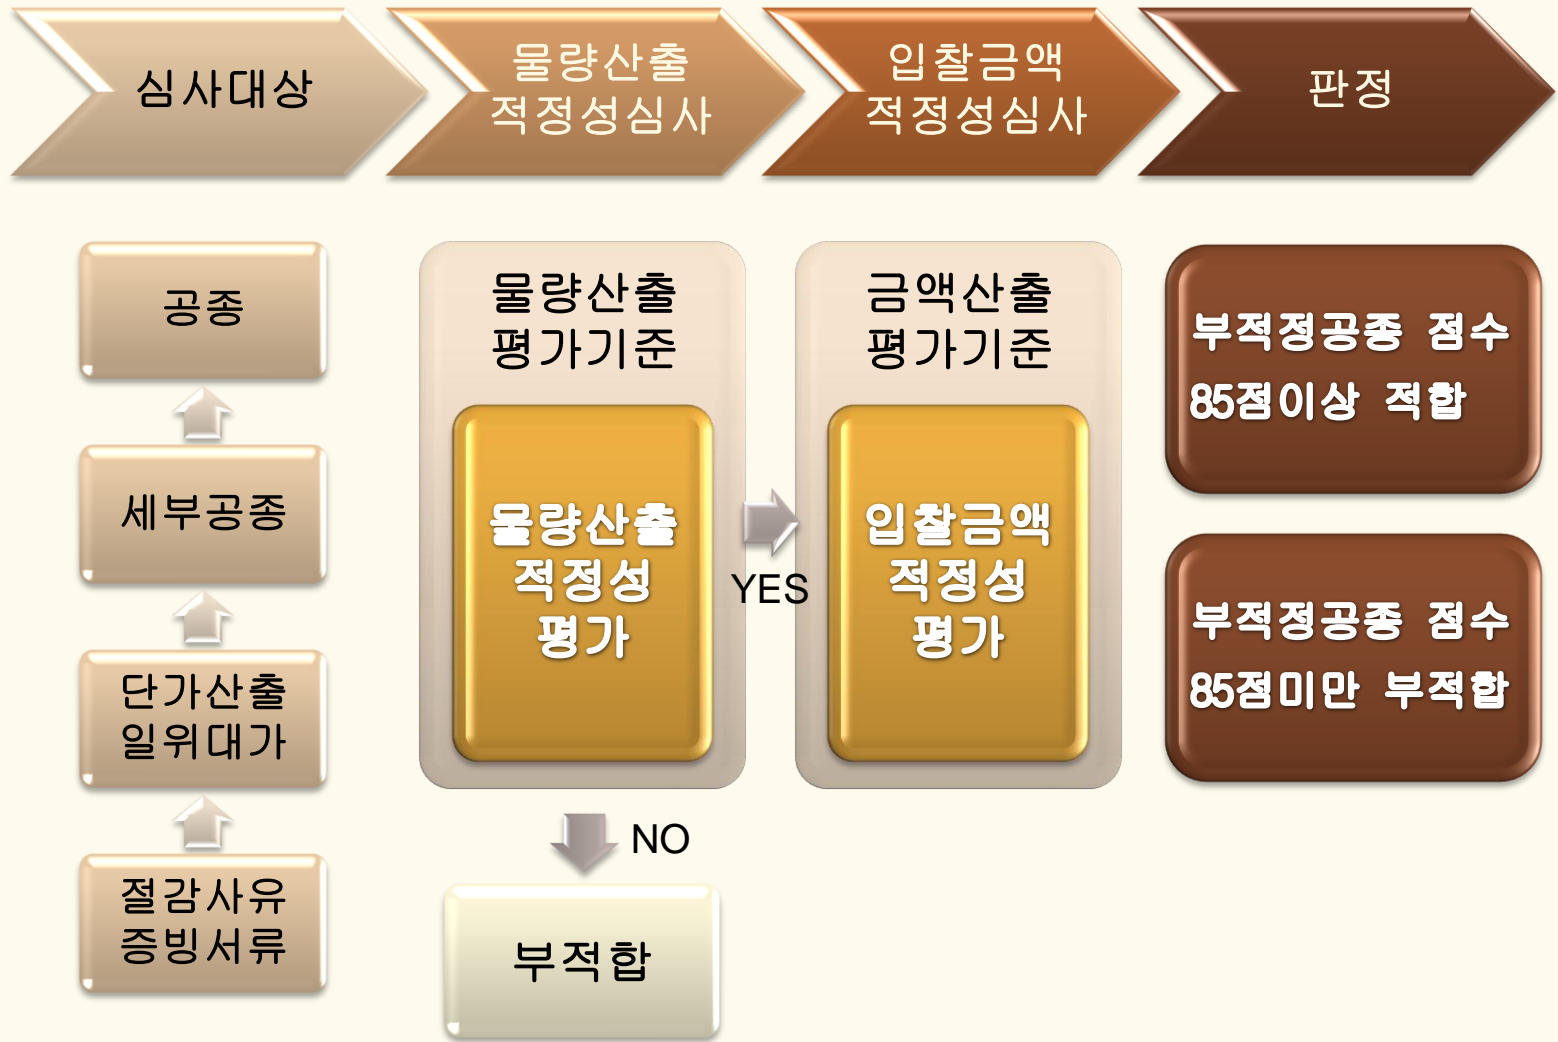 심사대상
물량산출
적정성심사
입찰금액
적정성심사
판정
공종
세부공종
단가산출
일위대가
절감사유
증빙서류
물량산출
평가기준
물량산출
적정성
평가
YES
NO
부적합
금액산출
평가기준
입찰금액
적정성
평가
부적정공종 점수
85점이상 적합
부적정공종 점수
85점미만 부적합